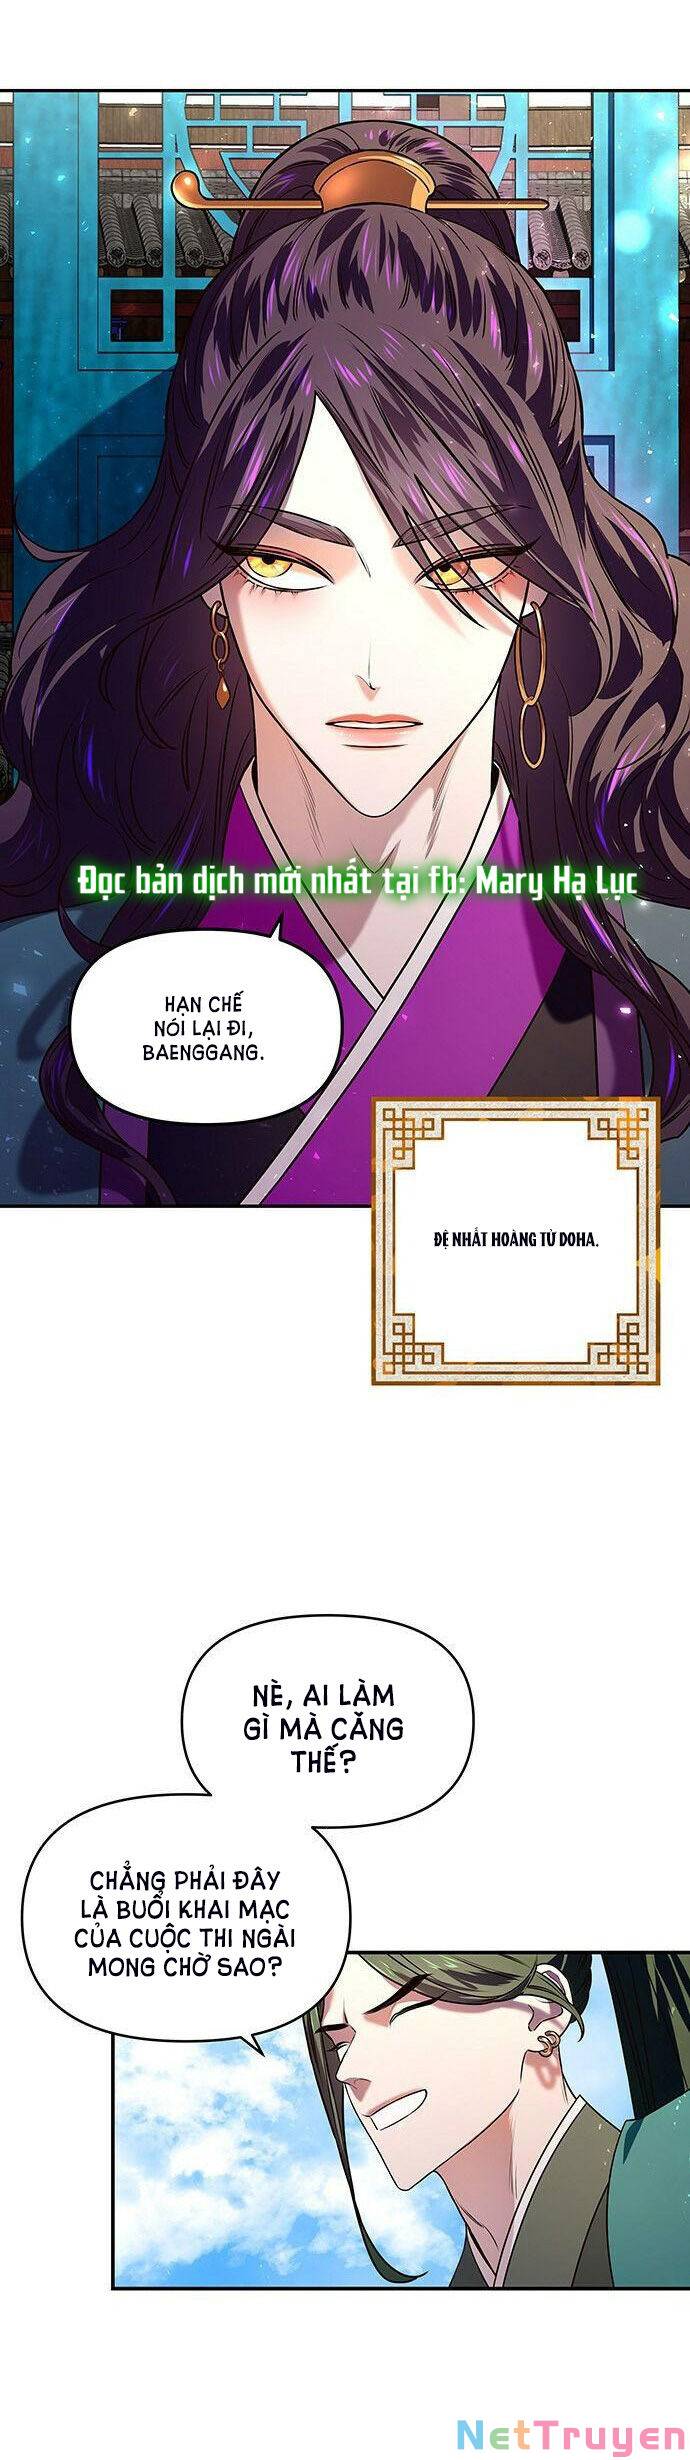 Đọc bản dịch mới nhất tại fb: Mary Hạ Lục
HẠN CHẾ
NÓI LẠI ĐI,
BAENGGANG.
ĐỆ NHẤT HOÀNG TỬ DOHA.
NÈ, AI LÀM
GÌ MÀ CĂNG
THẾ?
CHẲNG PHẢI ĐÂY
LÀ BUỔI KHAI MẠC
CỦA CUỘC THI NGÀI
MONG CHỜ SAO?
NetTruyen